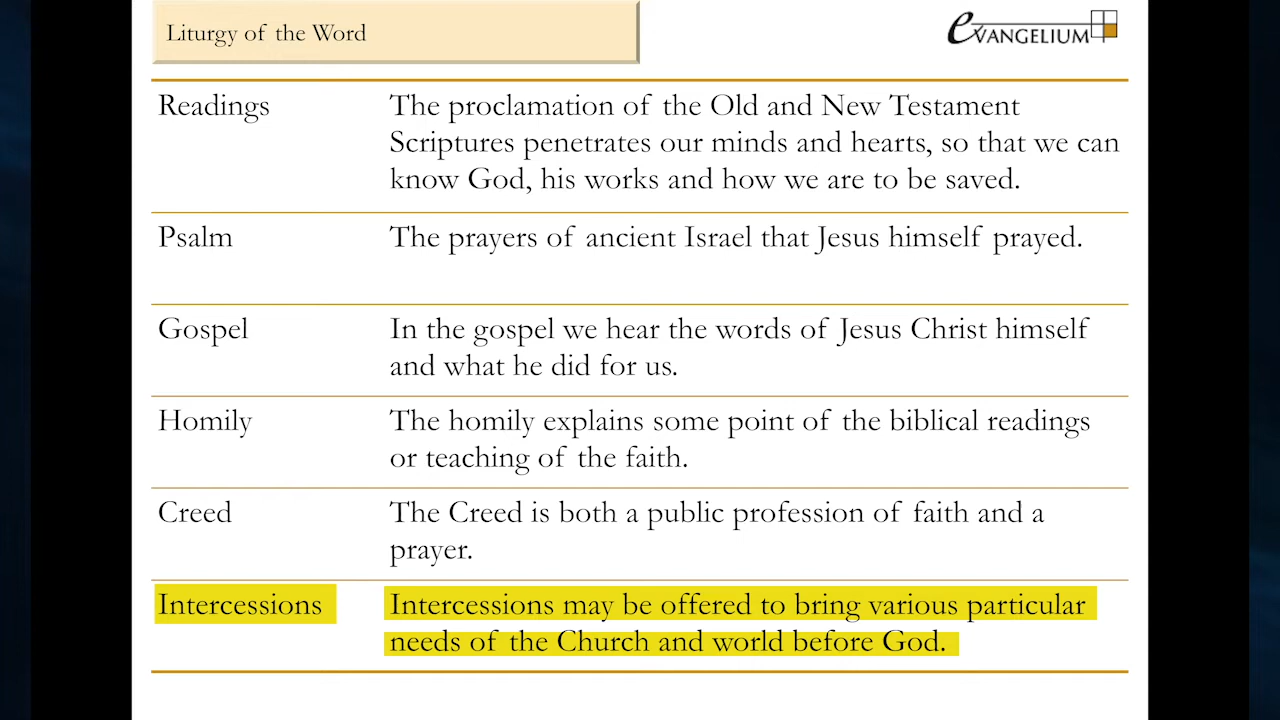 Liturgy of the Word
eVANGELIUM
Readings
The proclamation of the Old and New Testament
Scriptures penetrates our minds and hearts, so that we can
know God, his works and how we are to be saved.
Psalm
The prayers of ancient Israel that Jesus himself prayed.
Gospel
In the gospel we hear the words of Jesus Christ himself
and what he did for us.
Homily
The homily explains some point of the biblical readings
or teaching of the faith.
Creed
The Creed is both a public profession of faith and a
prayer.
Intercessions
Intercessions may be offered to bring various particular
needs of the Church and world before God.